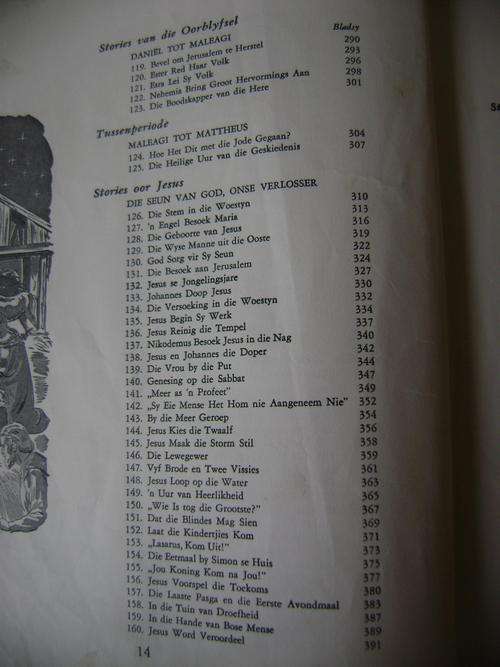 Stories van die Oorblyfsel
Bladsy
DANIËL TOT MALEAGI
119. Bevel om Jerusalem te Herstel 290
120. Ester Red Haar Volk 293
121. Esra Lei Sy Volk 296
122. Nehemia Bring Groot Hervormings Aan 298
123. Die Boodskapper van die Here 301
Tussenperiode
MALEAGI TOT MATTHEUS
124. Hoe Het Dit met die Jode Gegaan? 304
125. Die Heilige Uur van die Geskiedenis 307
Stories oor Jesus
DIE SEUN VAN GOD, ONSE VERLOSSER
126. Die Stem in die Woestyn 310
127. 'n Engel Besoek Maria 313
128. Die Geboorte van Jesus 316
129. Die Wyse Manne uit die Ooste 319
130. God Sorg vir Sy Seun 322
131. Die Besoek aan Jerusalem 324
132. Jesus se Jongelingsjare 327
133. Johannes Doop Jesus 330
134. Die Versoeking in die Woestyn 332
135. Jesus Begin Sy Werk 334
136. Jesus Reinig die Tempel 337
137. Nikodemus Besoek Jesus in die Nag 340
138. Jesus en Johannes die Doper 342
139. Die Vrou by die Put 344
140. Genesing op die Sabbat 347
141. „Meer as 'n Profeet” 349
142. „Sy Eie Mense Het Hom nie Aangeneem Nie” 352
143. By die Meer Geroep 354
144. Jesus Kies die Twaalf 356
145. Jesus Maak die Storm Stil 358
146. Die Lewegewer 359
147. Vyf Brode en Twee Vissies 361
148. Jesus Loop op die Water 363
149. 'n Uur van Heerlikheid 365
150. „Wie Is tog die Grootste?” 367
151. Dat die Blindes Mag Sien 369
152. Laat die Kindertjies Kom 371
153. „Lasarus, Kom Uit!” 373
154. Die Eetmaal by Simon se Huis 375
155. „Jou Koning Kom na Jou!” 377
156. Jesus Voorspel die Toekoms 380
157. Die Laaste Pasga en die Eerste Avondmaal 383
158. In die Tuin van Droefheid 387
159. In die Hande van Bose Mense 389
160. Jesus Word Veroordeel 391
14